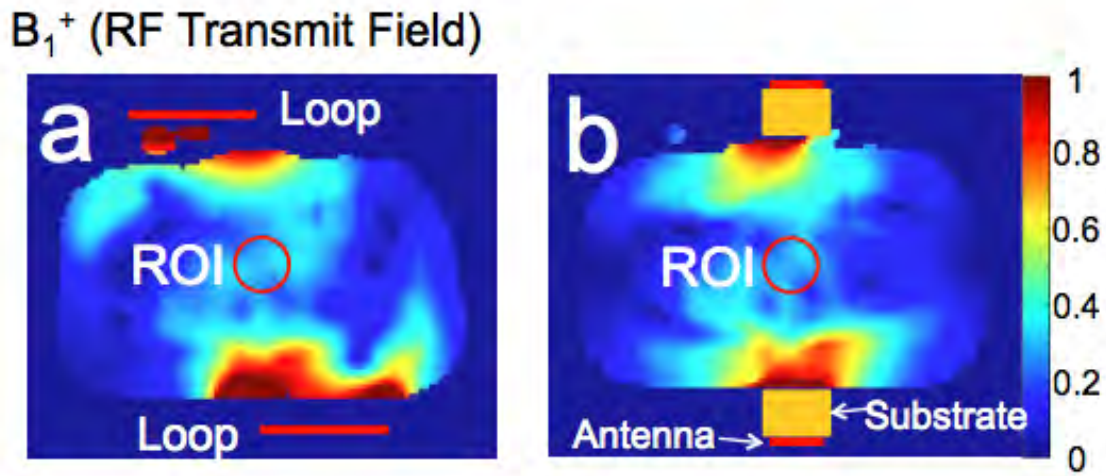 B₁⁺ (RF Transmit Field)
a
Loop
ROI
Loop
b
ROI
Substrate
Antenna
1
0.8
0.6
0.4
0.2
0